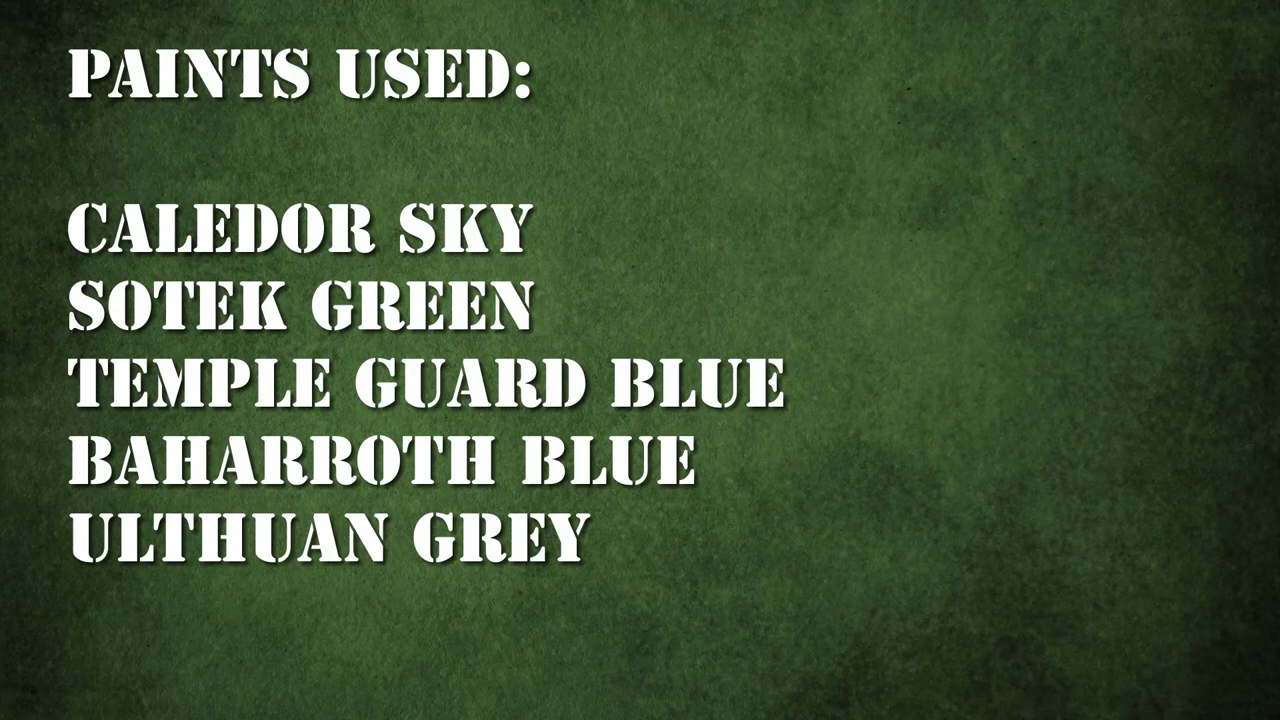 PAINTS USED:
CALEDOR SKY
SOTEK GREEN
TEMPLE GUARD BLUE
BAHARROTH BLUE
ULTHUAN GREY